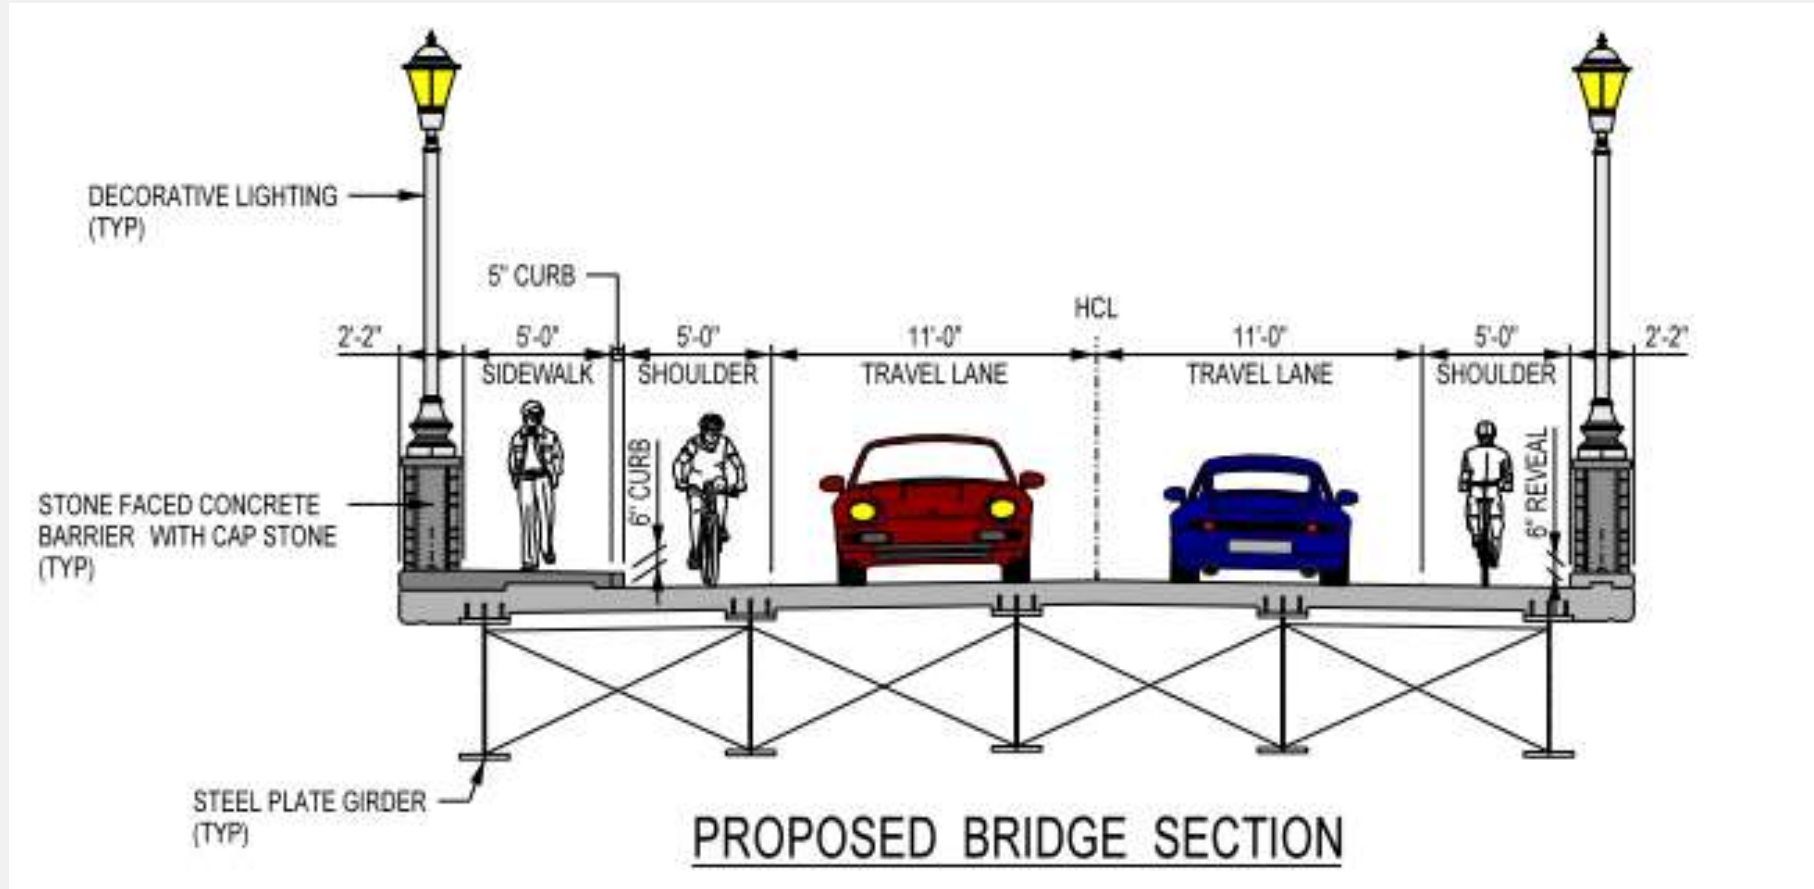 DECORATIVE LIGHTING
(TYP)
5" CURB
HCL
2'-2"
5'-0"
5'-0"
11'-0"
11'-0"
5'-0"
2'-2"
SIDEWALK
SHOULDER
TRAVEL LANE
TRAVEL LANE
SHOULDER
6" CURB
6" REVEAL
STONE FACED CONCRETE
BARRIER WITH CAP STONE
(TYP)
STEEL PLATE GIRDER
(TYP)
PROPOSED BRIDGE SECTION